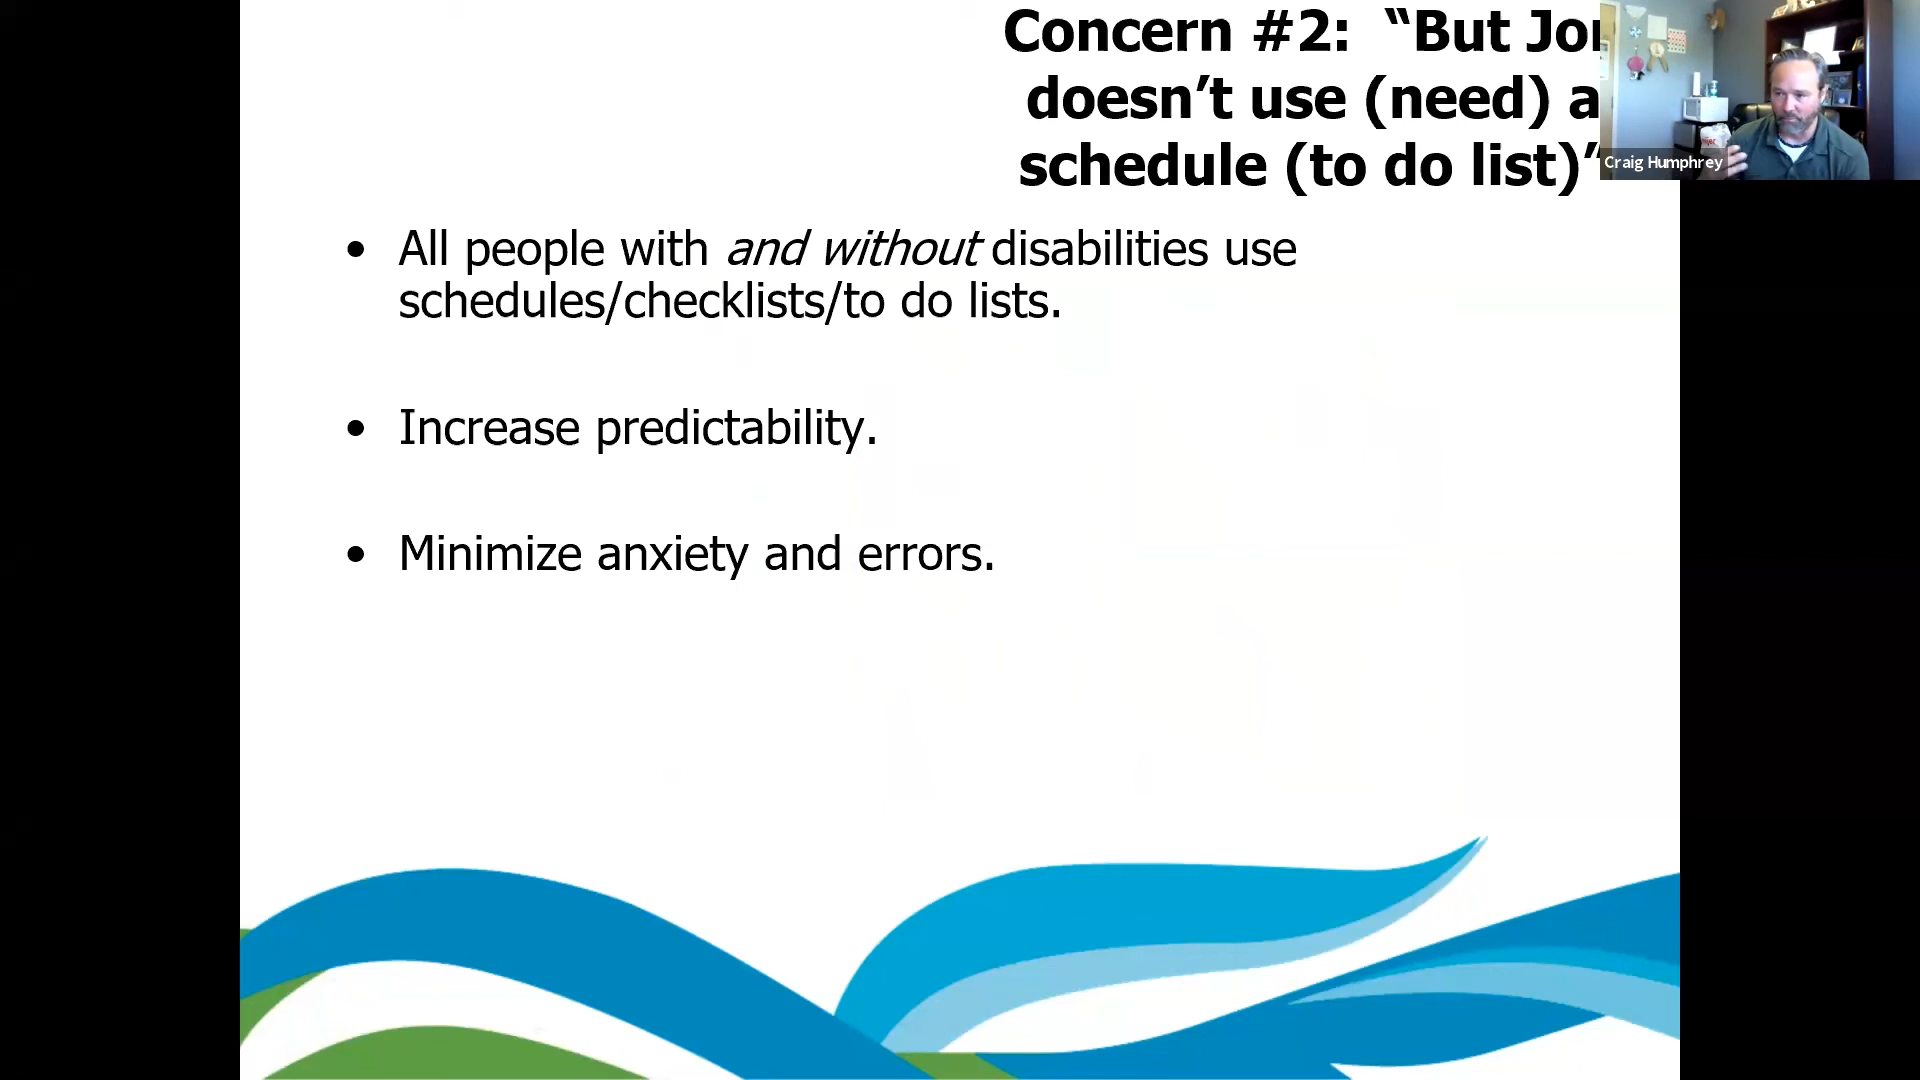 Concern #2: “But Jo
doesn’t use (need) a
schedule (to do list)”
Craig Humphrey
• All people with and without disabilities use
schedules/checklists/to do lists.
• Increase predictability.
• Minimize anxiety and errors.